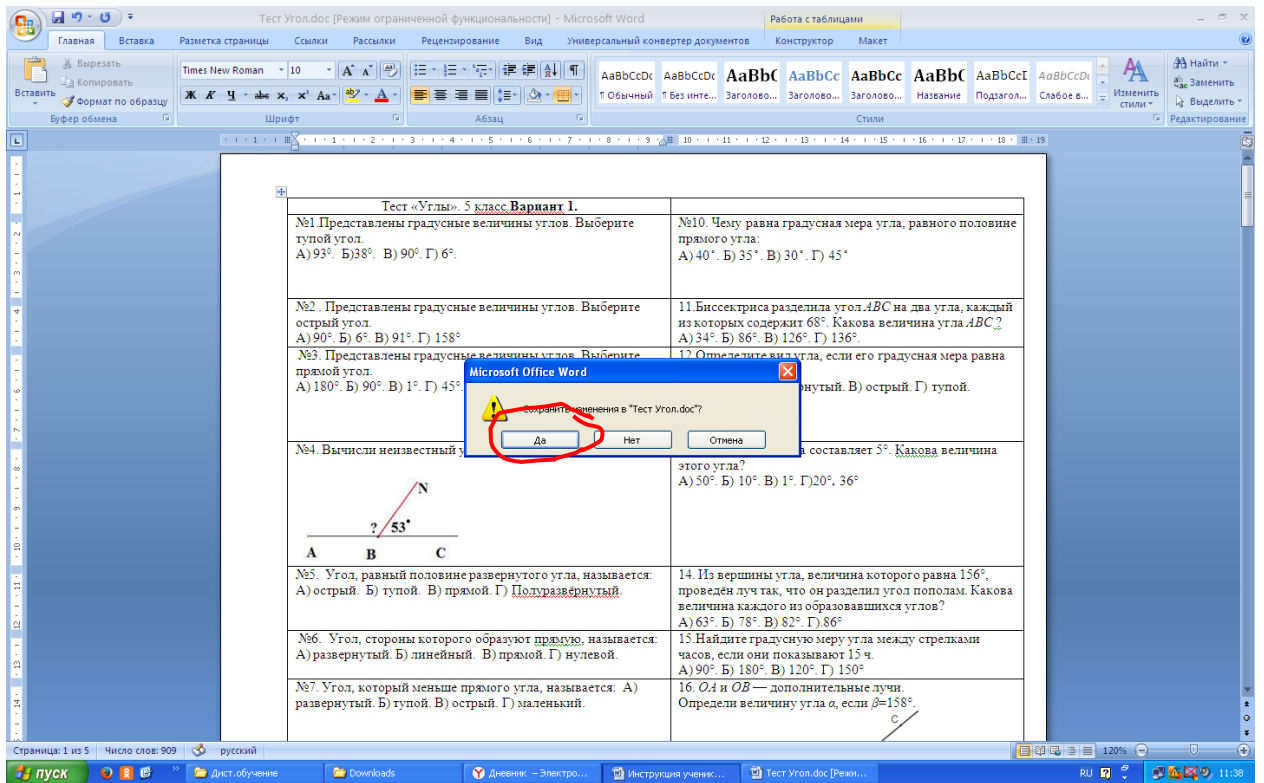 Тест Угол.doc [Режим ограниченной функциональности] - Microsoft Word
Работа с таблицами
Главная Вставка Разметка страницы Ссылки Рассылки Рецензирование Вид Универсальный конвертер документов Конструктор Макет
Вставить
Вырезать
Копировать
Формат по образцу
Буфер обмена
Times New Roman 10
Ж К Ч abc x, x² Aa
Шрифт
Абзац
AaBbCcDc AaBbCcDc AaBbC AaBbCc AaBbCc AaBbC AaBbCcI AaBbCcDc
¶ Обычный ¶ Без инте... Заголово... Заголово... Заголово... Название Подзагол... Слабое в...
Стили
Изменить стили
Найти
Заменить
Выделить
Редактирование
Тест «Углы». 5 класс.Вариант 1.
№1.Представлены градусные величины углов. Выберите
тупой угол.
А) 93⁰. Б)38⁰. В) 90⁰. Г) 6°.
№10. Чему равна градусная мера угла, равного половине
прямого угла:
А) 40°. Б) 35°. В) 30°. Г) 45°
№2 . Представлены градусные величины углов. Выберите
острый угол.
А) 90°. Б) 6°. В) 91°. Г) 158°
11.Биссектриса разделила угол АВС на два угла, каждый
из которых содержит 68°. Какова величина угла АВС ?
А) 34°. Б) 86°. В) 126°. Г) 136°.
№3. Представлены градусные величины углов. Выберите
прямой угол.
А) 180°. Б) 90°. В) 1°. Г) 45°.
12.Определите вид угла, если его градусная мера равна
В) острый. Г) тупой.
Microsoft Office Word
Сохранить изменения в "Тест Угол.doc"?
Да Нет Отмена
№4. Вычисли неизвестный
N
? 53°
A B C
составляет 5°. Какова величина
этого угла?
А) 50°. Б) 10°. В) 1°. Г)20°. 36°
№5. Угол, равный половине развернутого угла, называется:
А) острый. Б) тупой. В) прямой. Г) Полуразвёрнутый.
14. Из вершины угла, величина которого равна 156°,
проведён луч так, что он разделил угол пополам. Какова
величина каждого из образовавшихся углов?
А) 63°. Б) 78°. В) 82°. Г).86°
№6. Угол, стороны которого образуют прямую, называется:
А) развернутый. Б) линейный. В) прямой. Г) нулевой.
15.Найдите градусную меру угла между стрелками
часов, если они показывают 15 ч.
А) 90°. Б) 180°. В) 120°. Г) 150°
№7. Угол, который меньше прямого угла, называется: А)
развернутый. Б) тупой. В) острый. Г) маленький.
16. ОА и ОВ — дополнительные лучи.
Определи величину угла α, если β=158°.
C
Страница: 1 из 5 Число слов: 909 русский 120%
пуск Дист.обучение Downloads Дневник – Электро... Инструкция ученик... Тест Угол.doc [Режи... RU 11:38